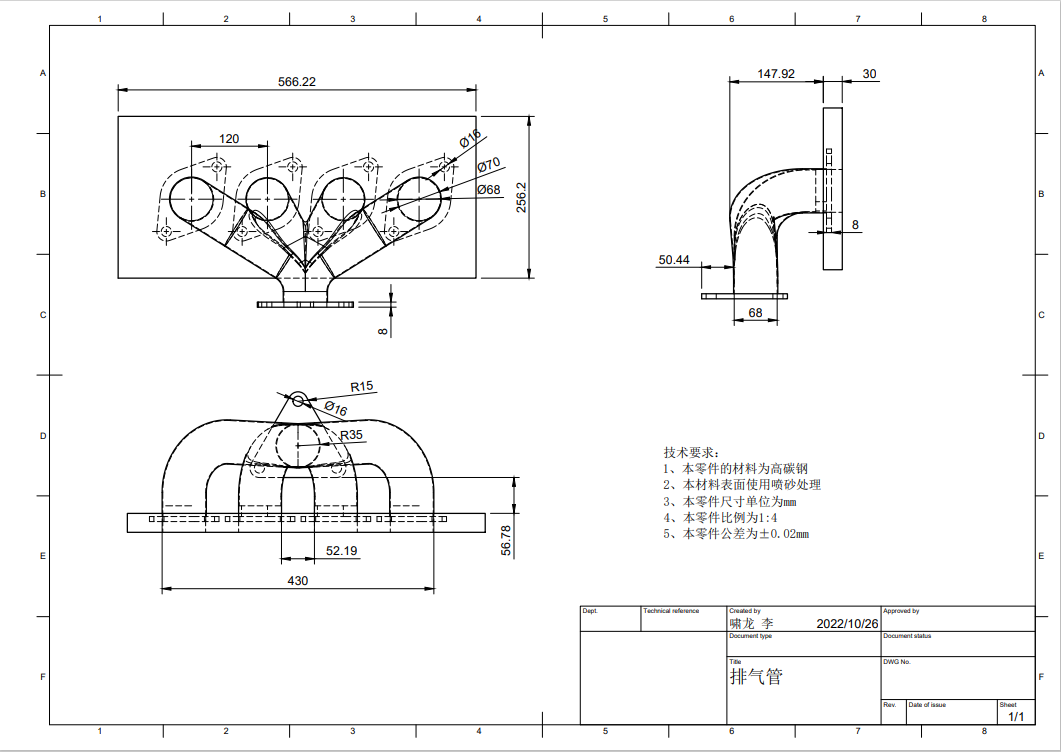 1 2 3 4 5 6 7 8
A A
566.22
147.92 30
120
Ø16
Ø70
Ø68
256.2
B B
8
50.44
68
8
C C
R15
Ø16
R35
D D
技术要求:
1、本零件的材料为高碳钢
2、本材料表面使用喷砂处理
3、本零件尺寸单位为mm
4、本零件比例为1:4
5、本零件公差为±0.02mm
56.78
52.19
430
E E
Dept. Technical reference Created by Approved by
啸龙 李 2022/10/26
Document type Document status
Title DWG No.
排气管
F F
Rev. Date of issue Sheet
1/1
1 2 3 4 5 6 7 8